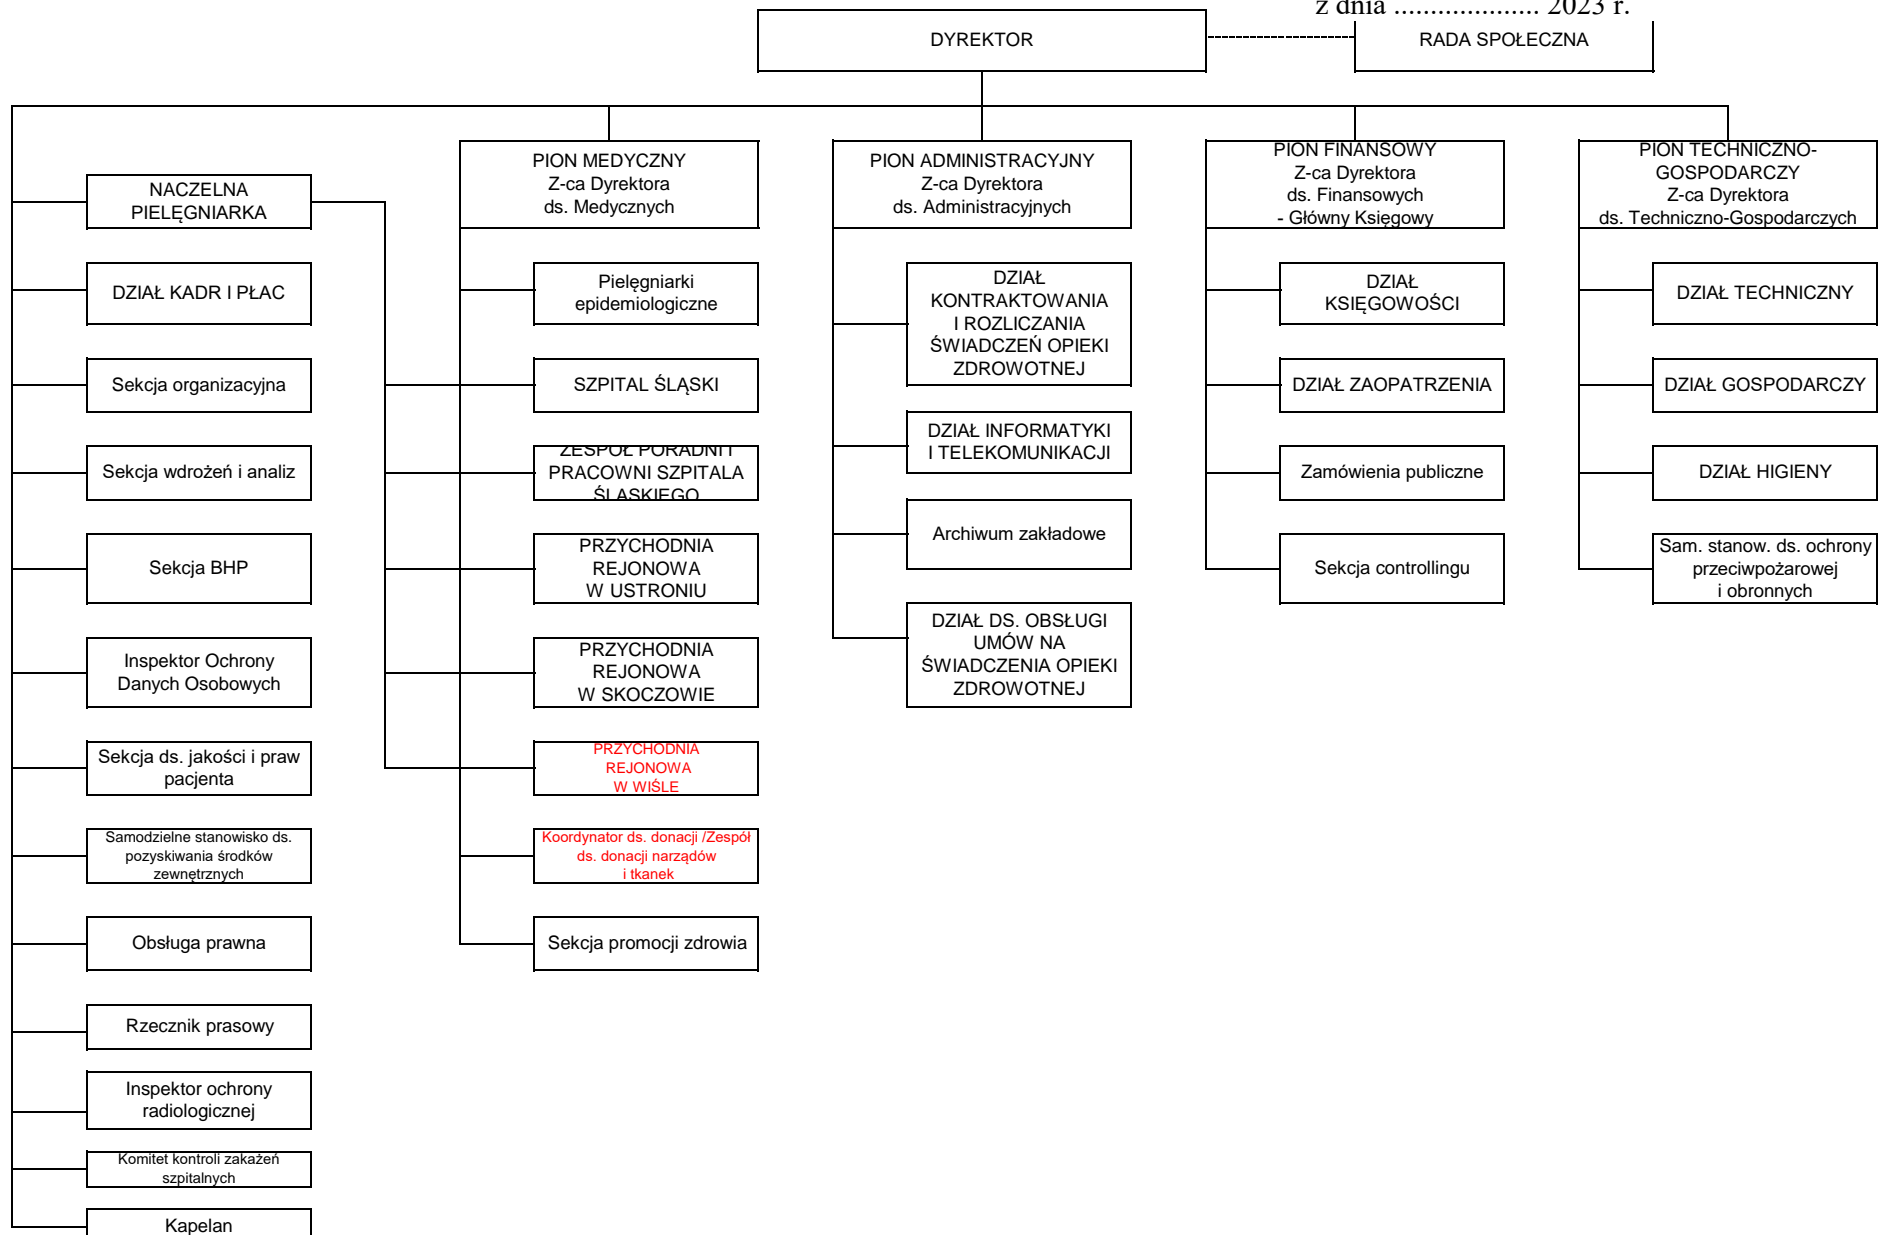 z dnia .................... 2023 r.
DYREKTOR
RADA SPOŁECZNA
NACZELNA
PIELĘGNIARKA
DZIAŁ KADR I PŁAC
Sekcja organizacyjna
Sekcja wdrożeń i analiz
Sekcja BHP
Inspektor Ochrony
Danych Osobowych
Sekcja ds. jakości i praw
pacjenta
Samodzielne stanowisko ds.
pozyskiwania środków
zewnętrznych
Obsługa prawna
Rzecznik prasowy
Inspektor ochrony
radiologicznej
Komitet kontroli zakażeń
szpitalnych
Kapelan
PION MEDYCZNY
Z-ca Dyrektora
ds. Medycznych
Pielęgniarki
epidemiologiczne
SZPITAL ŚLĄSKI
ZESPÓŁ PORADNI I
PRACOWNI SZPITALA
ŚLĄSKIEGO
PRZYCHODNIA
REJONOWA
W USTRONIU
PRZYCHODNIA
REJONOWA
W SKOCZOWIE
PRZYCHODNIA
REJONOWA
W WIŚLE
Koordynator ds. donacji /Zespół
ds. donacji narządów
i tkanek
Sekcja promocji zdrowia
PION ADMINISTRACYJNY
Z-ca Dyrektora
ds. Administracyjnych
DZIAŁ
KONTRAKTOWANIA
I ROZLICZANIA
ŚWIADCZEŃ OPIEKI
ZDROWOTNEJ
DZIAŁ INFORMATYKI
I TELEKOMUNIKACJI
Archiwum zakładowe
DZIAŁ DS. OBSŁUGI
UMÓW NA
ŚWIADCZENIA OPIEKI
ZDROWOTNEJ
PION FINANSOWY
Z-ca Dyrektora
ds. Finansowych
- Główny Księgowy
DZIAŁ
KSIĘGOWOŚCI
DZIAŁ ZAOPATRZENIA
Zamówienia publiczne
Sekcja controllingu
PION TECHNICZNO-
GOSPODARCZY
Z-ca Dyrektora
ds. Techniczno-Gospodarczych
DZIAŁ TECHNICZNY
DZIAŁ GOSPODARCZY
DZIAŁ HIGIENY
Sam. stanow. ds. ochrony
przeciwpożarowej
i obronnych